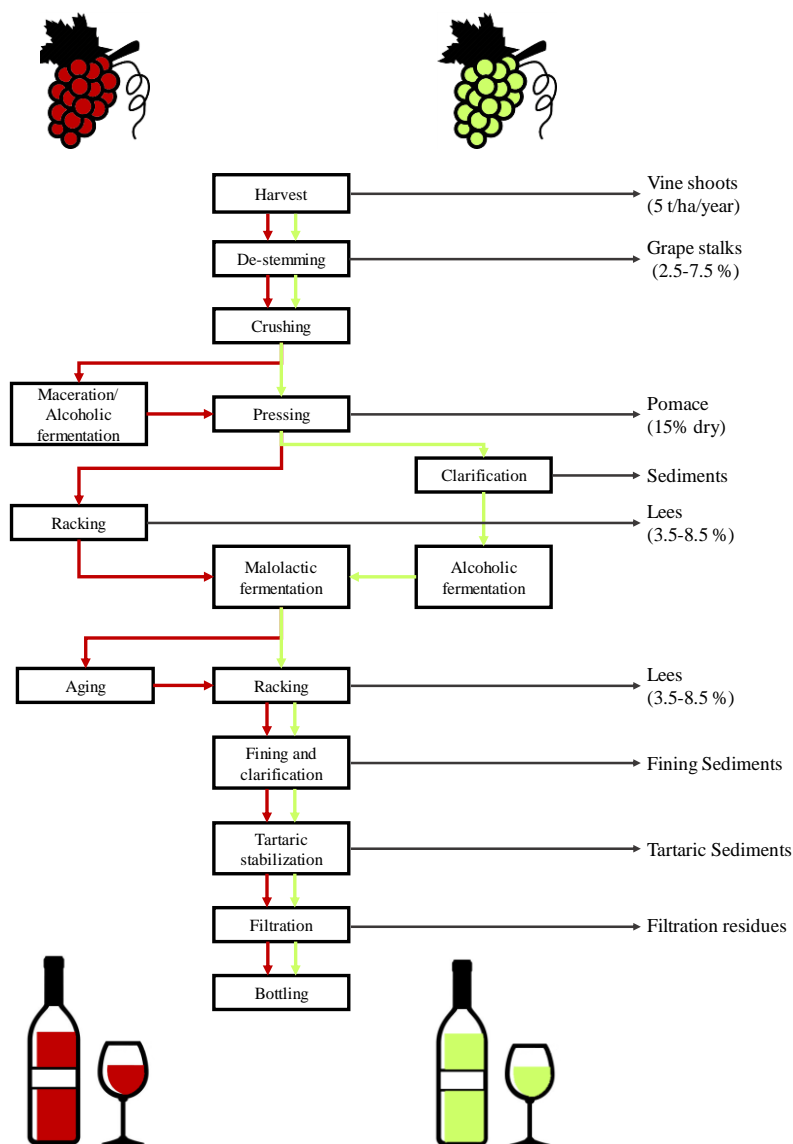 Harvest
Vine shoots
(5 t/ha/year)
De-stemming
Grape stalks
(2.5-7.5 %)
Crushing
Maceration/
Alcoholic
fermentation
Pressing
Pomace
(15% dry)
Clarification
Sediments
Racking
Lees
(3.5-8.5 %)
Malolactic
fermentation
Alcoholic
fermentation
Aging
Racking
Lees
(3.5-8.5 %)
Fining and
clarification
Fining Sediments
Tartaric
stabilization
Tartaric Sediments
Filtration
Filtration residues
Bottling